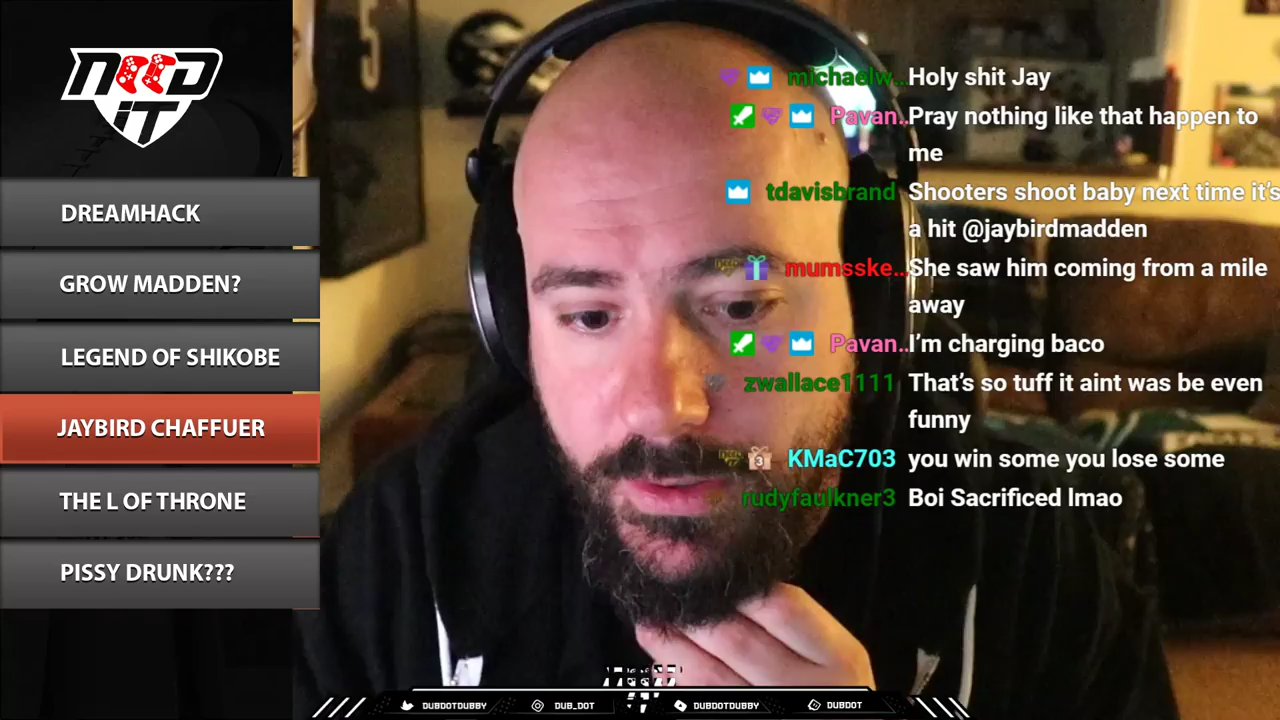 NERD
IT
DREAMHACK
GROW MADDEN?
LEGEND OF SHIKOBE
JAYBIRD CHAFFUER
THE L OF THRONE
PISSY DRUNK???
michaelw... Holy shit Jay
Pavan.. Pray nothing like that happen to
me
tdavisbrand Shooters shoot baby next time it's
a hit @jaybirdmadden
mumsske... She saw him coming from a mile
away
Pavan.. I'm charging baco
zwallace1111 That's so tuff it aint was be even
funny
KMaC703 you win some you lose some
rudyfaulkner3 Boi Sacrificed lmao
DUBDOTDUBBY
DUB_DOT
DUBDOTDUBBY
DUBDOT